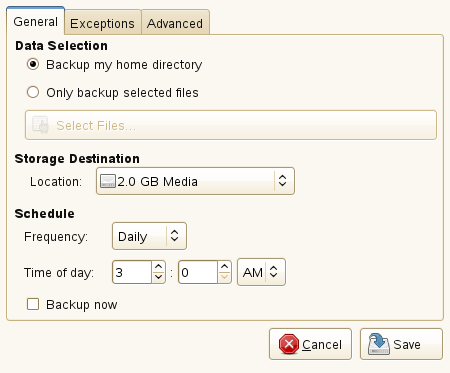 General Exceptions Advanced
Data Selection
Backup my home directory
Only backup selected files
Select Files...
Storage Destination
Location: 2.0 GB Media
Schedule
Frequency: Daily
Time of day: 3 : 0 AM
Backup now
Cancel Save